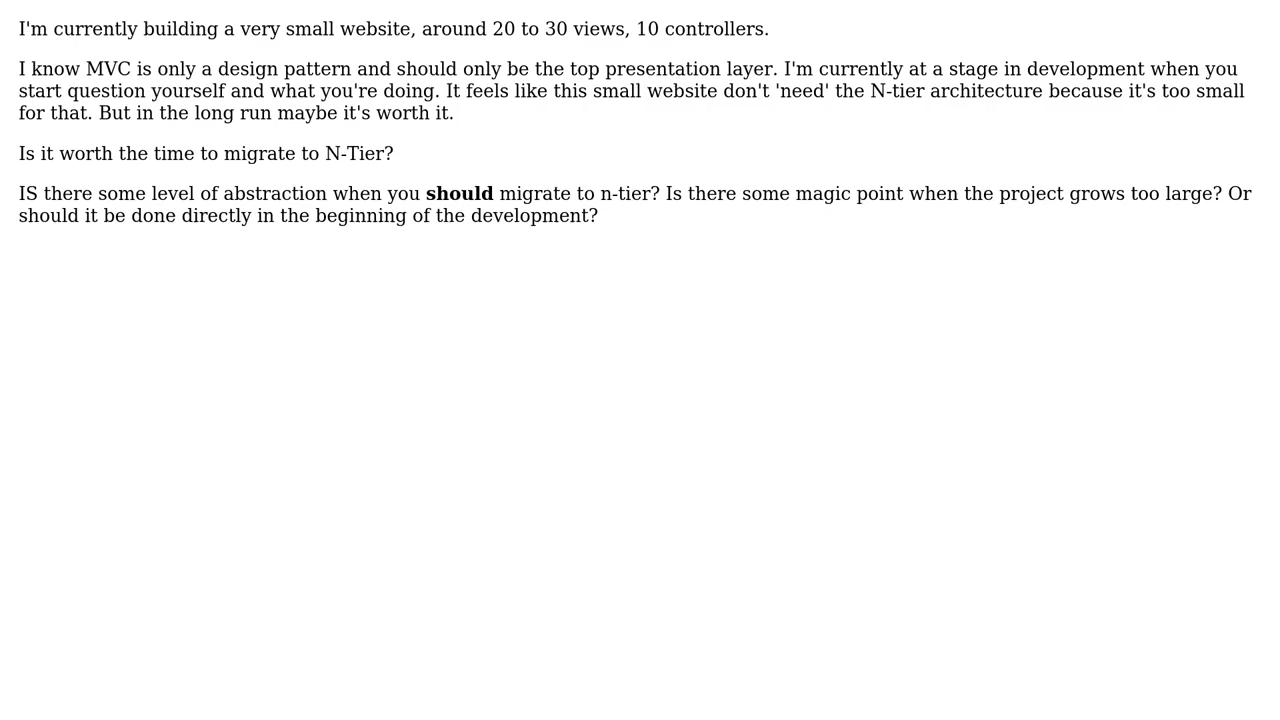 I'm currently building a very small website, around 20 to 30 views, 10 controllers.
I know MVC is only a design pattern and should only be the top presentation layer. I'm currently at a stage in development when you
start question yourself and what you're doing. It feels like this small website don't 'need' the N-tier architecture because it's too small
for that. But in the long run maybe it's worth it.
Is it worth the time to migrate to N-Tier?
IS there some level of abstraction when you should migrate to n-tier? Is there some magic point when the project grows too large? Or
should it be done directly in the beginning of the development?